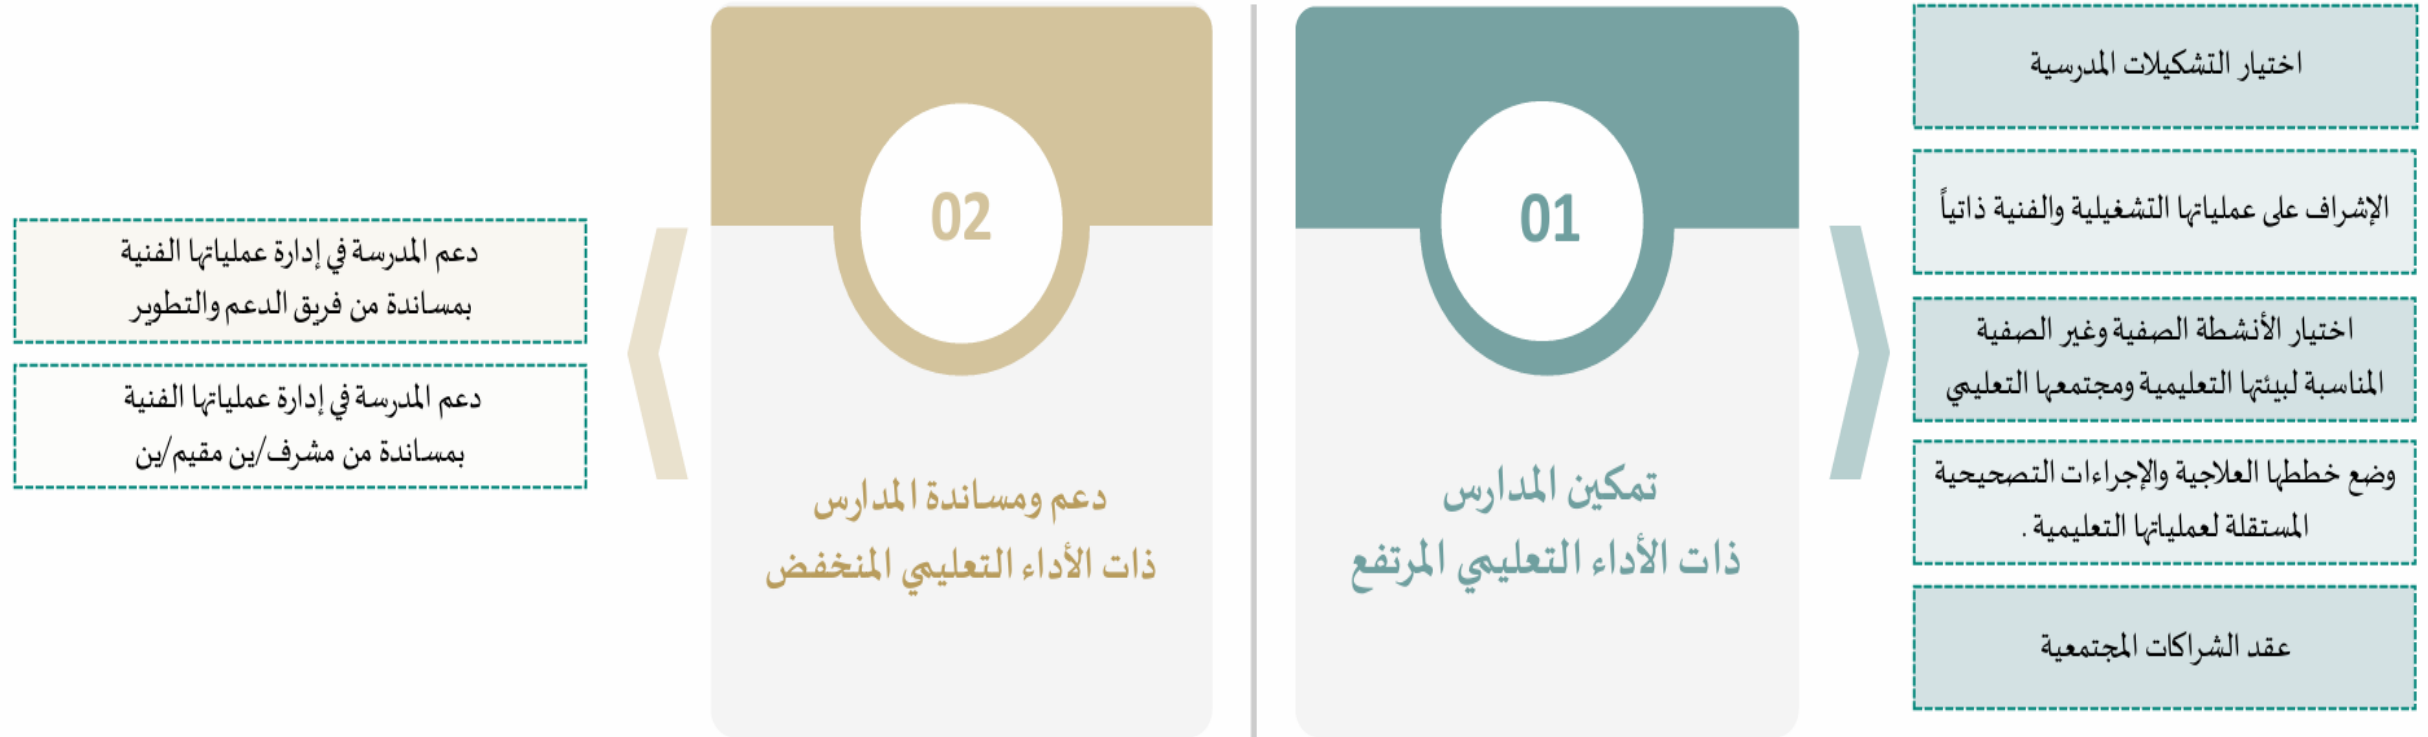 01
تمكين المدارس
ذات الأداء التعليمي المرتفع
اختيار التشكيلات المدرسية
الإشراف على عملياتها التشغيلية والفنية ذاتياً
اختيار الأنشطة الصفية وغير الصفية
المناسبة لبيئتها التعليمية ومجتمعها التعليمي
وضع خططها العلاجية والإجراءات التصحيحية
المستقلة لعملياتها التعليمية .
عقد الشراكات المجتمعية
02
دعم ومساندة المدارس
ذات الأداء التعليمي المنخفض
دعم المدرسة في إدارة عملياتها الفنية
بمساندة من فريق الدعم والتطوير
دعم المدرسة في إدارة عملياتها الفنية
بمساندة من مشرف/ين مقيم/ين